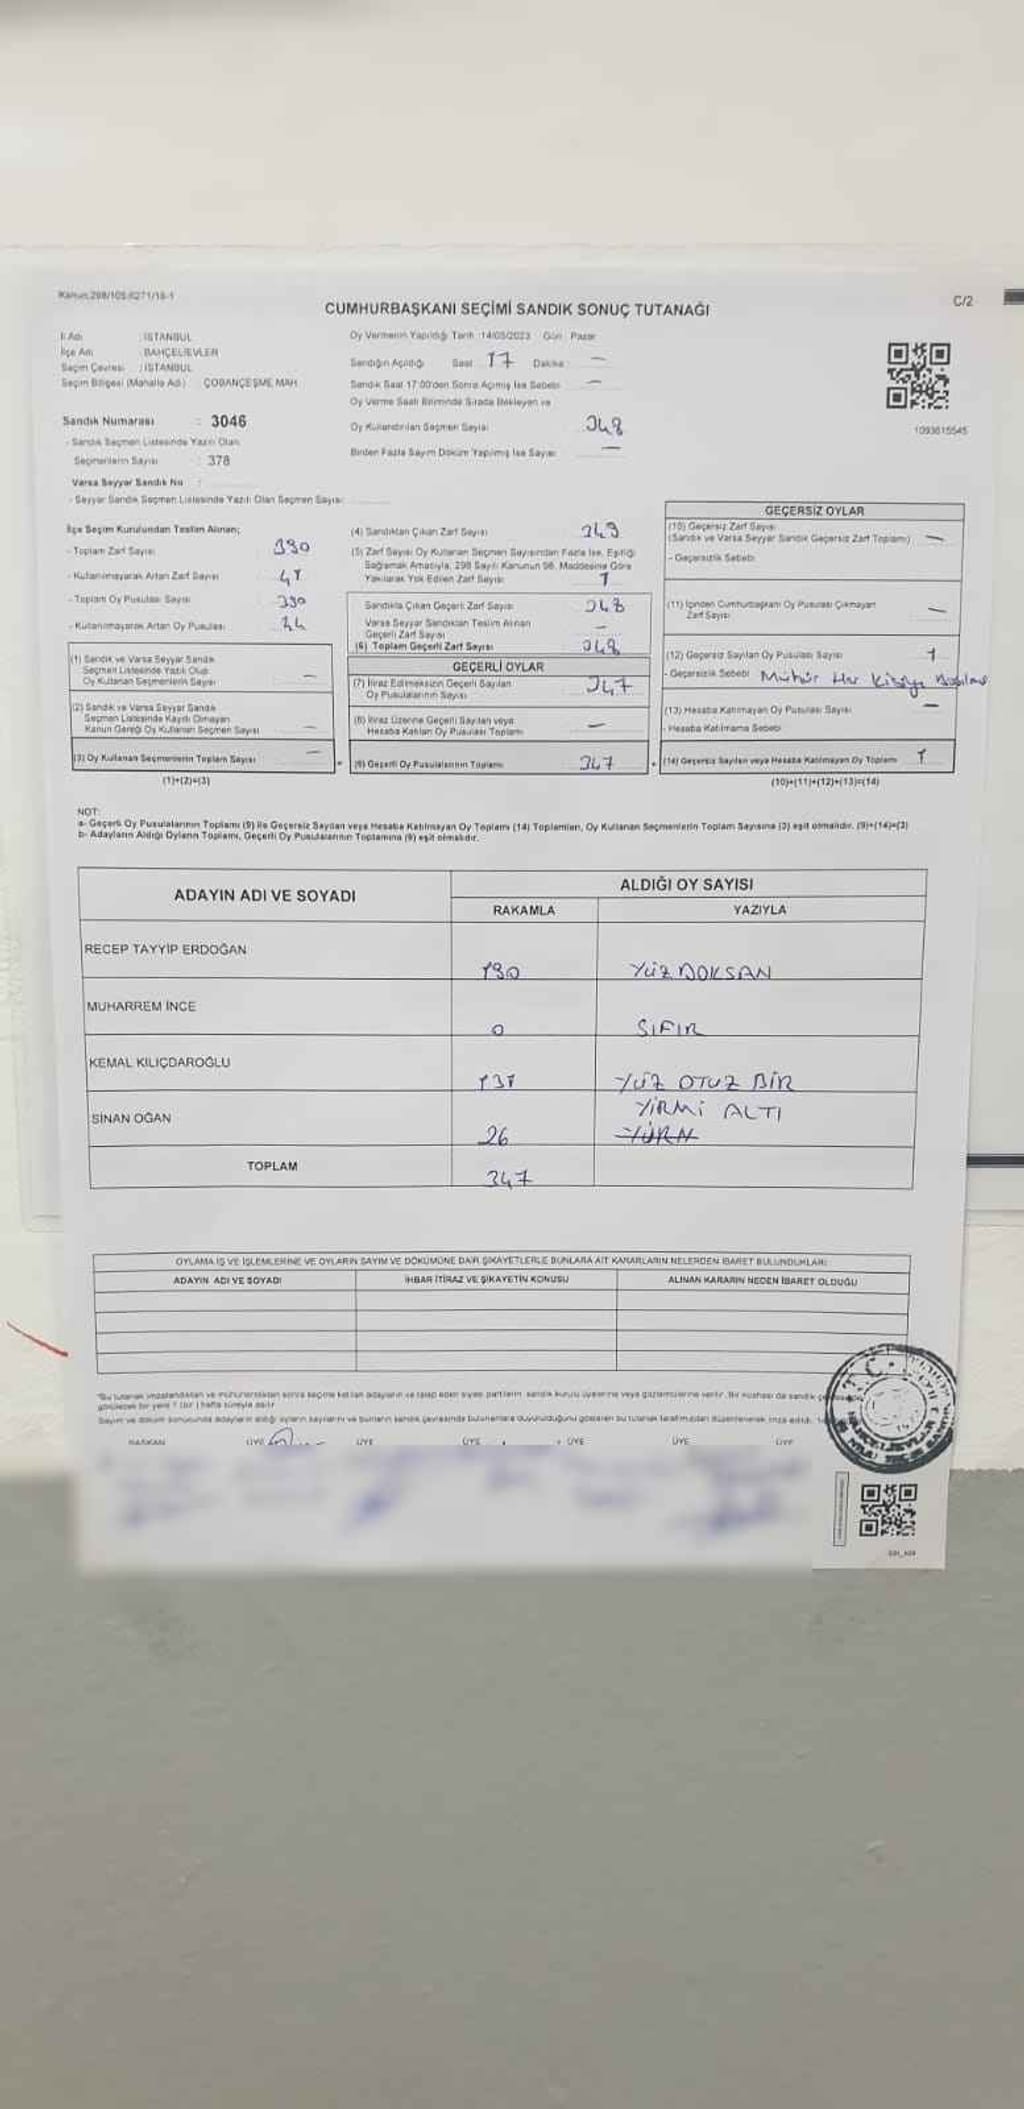 Kanun:298/105;6271/18-1
C/2
CUMHURBAŞKANI SEÇİMİ SANDIK SONUÇ TUTANAĞI
İl Adı : İSTANBUL
İlçe Adı : BAHÇELİEVLER
Seçim Çevresi : İSTANBUL
Seçim Bölgesi (Mahalle Adı) : ÇOBANÇEŞME MAH.
Sandık Numarası : 3046
- Sandık Seçmen Listesinde Yazılı Olan
Seçmenlerin Sayısı : 378
Varsa Seyyar Sandık No :
- Seyyar Sandık Seçmen Listesinde Yazılı Olan Seçmen Sayısı:
Oy Vermenin Yapıldığı Tarih :14/05/2023 Gün : Pazar
Sandığın Açıldığı Saat : 17 Dakika : —
Sandık Saat 17:00'den Sonra Açılmış İse Sebebi: —
Oy Verme Saati Bitiminde Sırada Bekleyen ve
Oy Kullandırılan Seçmen Sayısı: 348
Birden Fazla Sayım Döküm Yapılmış İse Sayısı: —
1093615545
İlçe Seçim Kurulundan Teslim Alınan;
- Toplam Zarf Sayısı: 390
- Kullanılmayarak Artan Zarf Sayısı: 41
- Toplam Oy Pusulası Sayısı: 390
- Kullanılmayarak Artan Oy Pusulası:
(1) Sandık ve Varsa Seyyar Sandık
Seçmen Listesinde Yazılı Olup
Oy Kullanan Seçmenlerin Sayısı —
(2) Sandık ve Varsa Seyyar Sandık
Seçmen Listesinde Kayıtlı Olmayan
Kanun Gereği Oy Kullanan Seçmen Sayısı —
(3) Oy Kullanan Seçmenlerin Toplam Sayısı —
(1)+(2)=(3)
(4) Sandıktan Çıkan Zarf Sayısı: 349
(5) Zarf Sayısı Oy Kullanan Seçmen Sayısından Fazla İse, Eşitliği
Sağlamak Amacıyla, 298 Sayılı Kanunun 98. Maddesine Göre
Yakılarak Yok Edilen Zarf Sayısı: 1
Sandıkta Çıkan Geçerli Zarf Sayısı: 348
Varsa Seyyar Sandıktan Teslim Alınan
Geçerli Zarf Sayısı —
(6) Toplam Geçerli Zarf Sayısı 348
GEÇERLİ OYLAR
(7) İtiraz Edilmeksizin Geçerli Sayılan
Oy Pusulalarının Sayısı 347
(8) İtiraz Üzerine Geçerli Sayılan veya
Hesaba Katılan Oy Pusulası Toplamı —
(9) Geçerli Oy Pusulalarının Toplamı 347
GEÇERSİZ OYLAR
(10) Geçersiz Zarf Sayısı
(Sandık ve Varsa Seyyar Sandık Geçersiz Zarf Toplamı) —
- Geçersizlik Sebebi:
(11) İçinden Cumhurbaşkanı Oy Pusulası Çıkmayan
Zarf Sayısı —
(12) Geçersiz Sayılan Oy Pusulası Sayısı 1
- Geçersizlik Sebebi: Mühür Her Kişiye
(13) Hesaba Katılmayan Oy Pusulası Sayısı —
- Hesaba Katılmama Sebebi:
(14) Geçersiz Sayılan veya Hesaba Katılmayan Oy Toplamı 1
(10)+(11)+(12)+(13)=(14)
NOT:
a- Geçerli Oy Pusulalarının Toplamı (9) ile Geçersiz Sayılan veya Hesaba Katılmayan Oy Toplamı (14) Toplamları, Oy Kullanan Seçmenlerin Toplam Sayısına (3) eşit olmalıdır. (9)+(14)=(3)
b- Adayların Aldığı Oyların Toplamı, Geçerli Oy Pusulalarının Toplamına (9) eşit olmalıdır.
ADAYIN ADI VE SOYADI
ALDIĞI OY SAYISI
RAKAMLA YAZIYLA
RECEP TAYYİP ERDOĞAN 190 YÜZ DOKSAN
MUHARREM İNCE 0 SIFIR
KEMAL KILIÇDAROĞLU 131 YÜZ OTUZ BİR
SİNAN OĞAN 26 YİRMİ ALTI
TOPLAM 347
OYLAMA İŞ VE İŞLEMLERİNE VE OYLARIN SAYIM VE DÖKÜMÜNE DAİR ŞİKAYETLERLE BUNLARA AİT KARARLARIN NELERDEN İBARET BULUNDUKLARI
ADAYIN ADI VE SOYADI İHBAR İTİRAZ VE ŞİKAYETİN KONUSU ALINAN KARARIN NEDEN İBARET OLDUĞU
BAŞKAN ÜYE ÜYE ÜYE ÜYE ÜYE ÜYE
T.C.